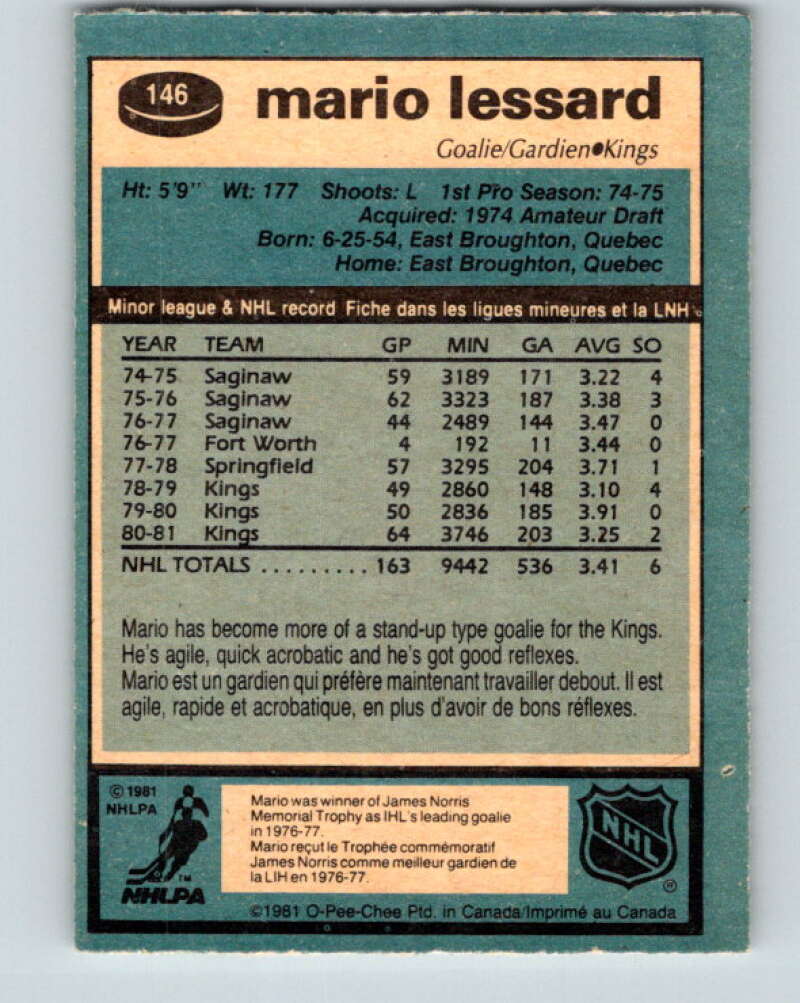 146
mario lessard
Goalie/Gardien•Kings
Ht: 5'9" Wt: 177 Shoots: L 1st Pro Season: 74-75
Acquired: 1974 Amateur Draft
Born: 6-25-54, East Broughton, Quebec
Home: East Broughton, Quebec
Minor league & NHL record Fiche dans les ligues mineures et la LNH
YEAR TEAM GP MIN GA AVG SO
74-75 Saginaw 59 3189 171 3.22 4
75-76 Saginaw 62 3323 187 3.38 3
76-77 Saginaw 44 2489 144 3.47 0
76-77 Fort Worth 4 192 11 3.44 0
77-78 Springfield 57 3295 204 3.71 1
78-79 Kings 49 2860 148 3.10 4
79-80 Kings 50 2836 185 3.91 0
80-81 Kings 64 3746 203 3.25 2
NHL TOTALS ......... 163 9442 536 3.41 6
Mario has become more of a stand-up type goalie for the Kings.
He's agile, quick acrobatic and he's got good reflexes.
Mario est un gardien qui préfère maintenant travailler debout. Il est
agile, rapide et acrobatique, en plus d'avoir de bons réflexes.
© 1981
NHLPA
TM
NHLPA
Mario was winner of James Norris
Memorial Trophy as IHL's leading goalie
in 1976-77.
Mario reçut le Trophée commémoratif
James Norris comme meilleur gardien de
la LIH en 1976-77.
NHL
®
©1981 O-Pee-Chee Ptd. in Canada/Imprimé au Canada